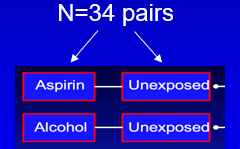 N=34 pairs
Aspirin Unexposed
Alcohol Unexposed